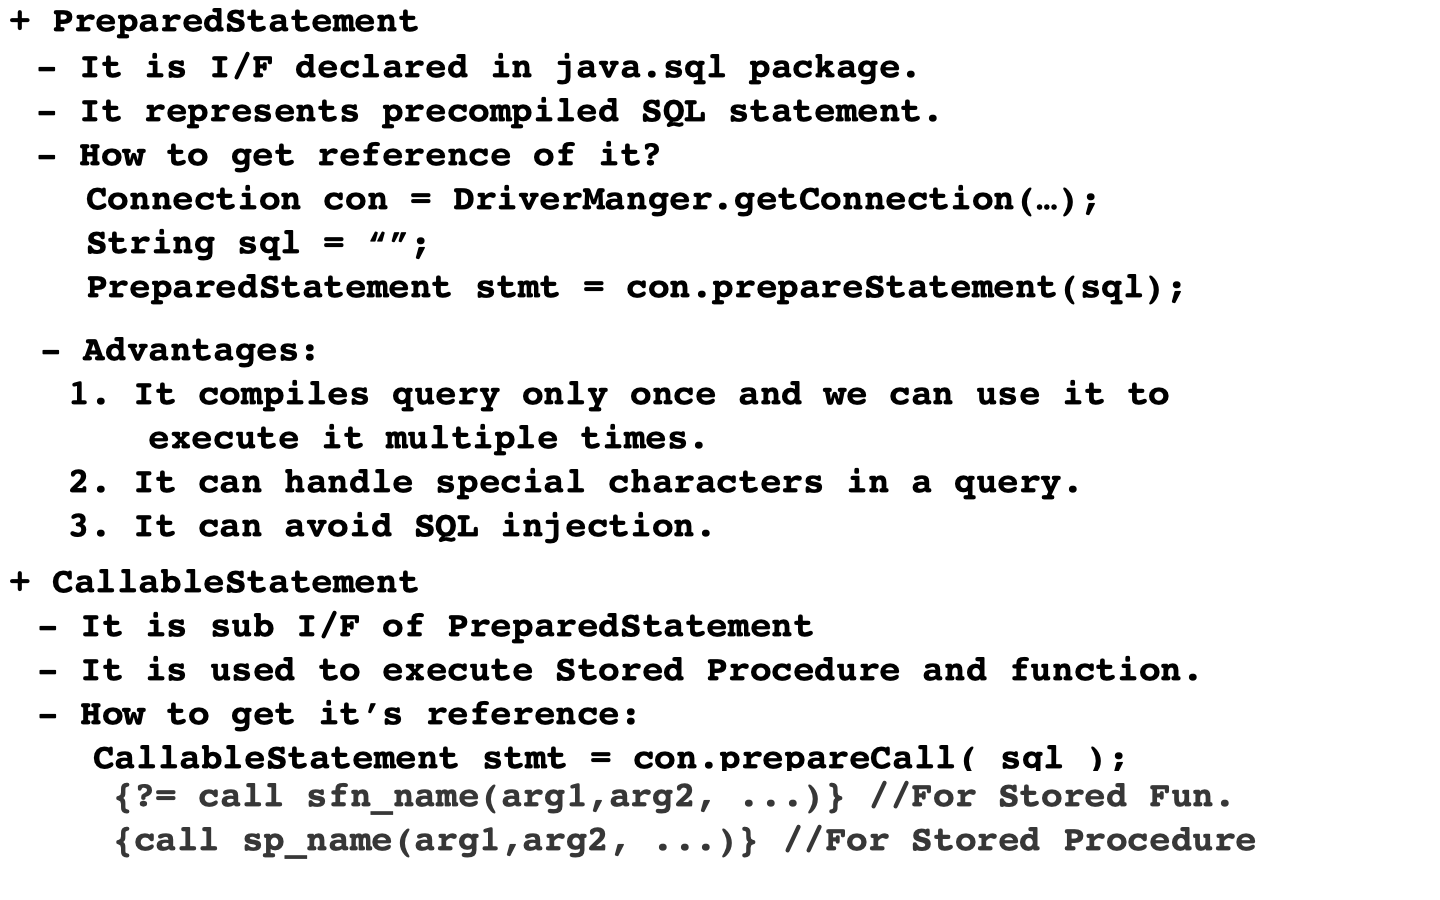 + PreparedStatement
- It is I/F declared in java.sql package.
- It represents precompiled SQL statement.
- How to get reference of it?
Connection con = DriverManger.getConnection(…);
String sql = “”;
PreparedStatement stmt = con.prepareStatement(sql);
- Advantages:
1. It compiles query only once and we can use it to
execute it multiple times.
2. It can handle special characters in a query.
3. It can avoid SQL injection.
+ CallableStatement
- It is sub I/F of PreparedStatement
- It is used to execute Stored Procedure and function.
- How to get it’s reference:
CallableStatement stmt = con.prepareCall( sql );
{?= call sfn_name(arg1,arg2, ...)} //For Stored Fun.
{call sp_name(arg1,arg2, ...)} //For Stored Procedure